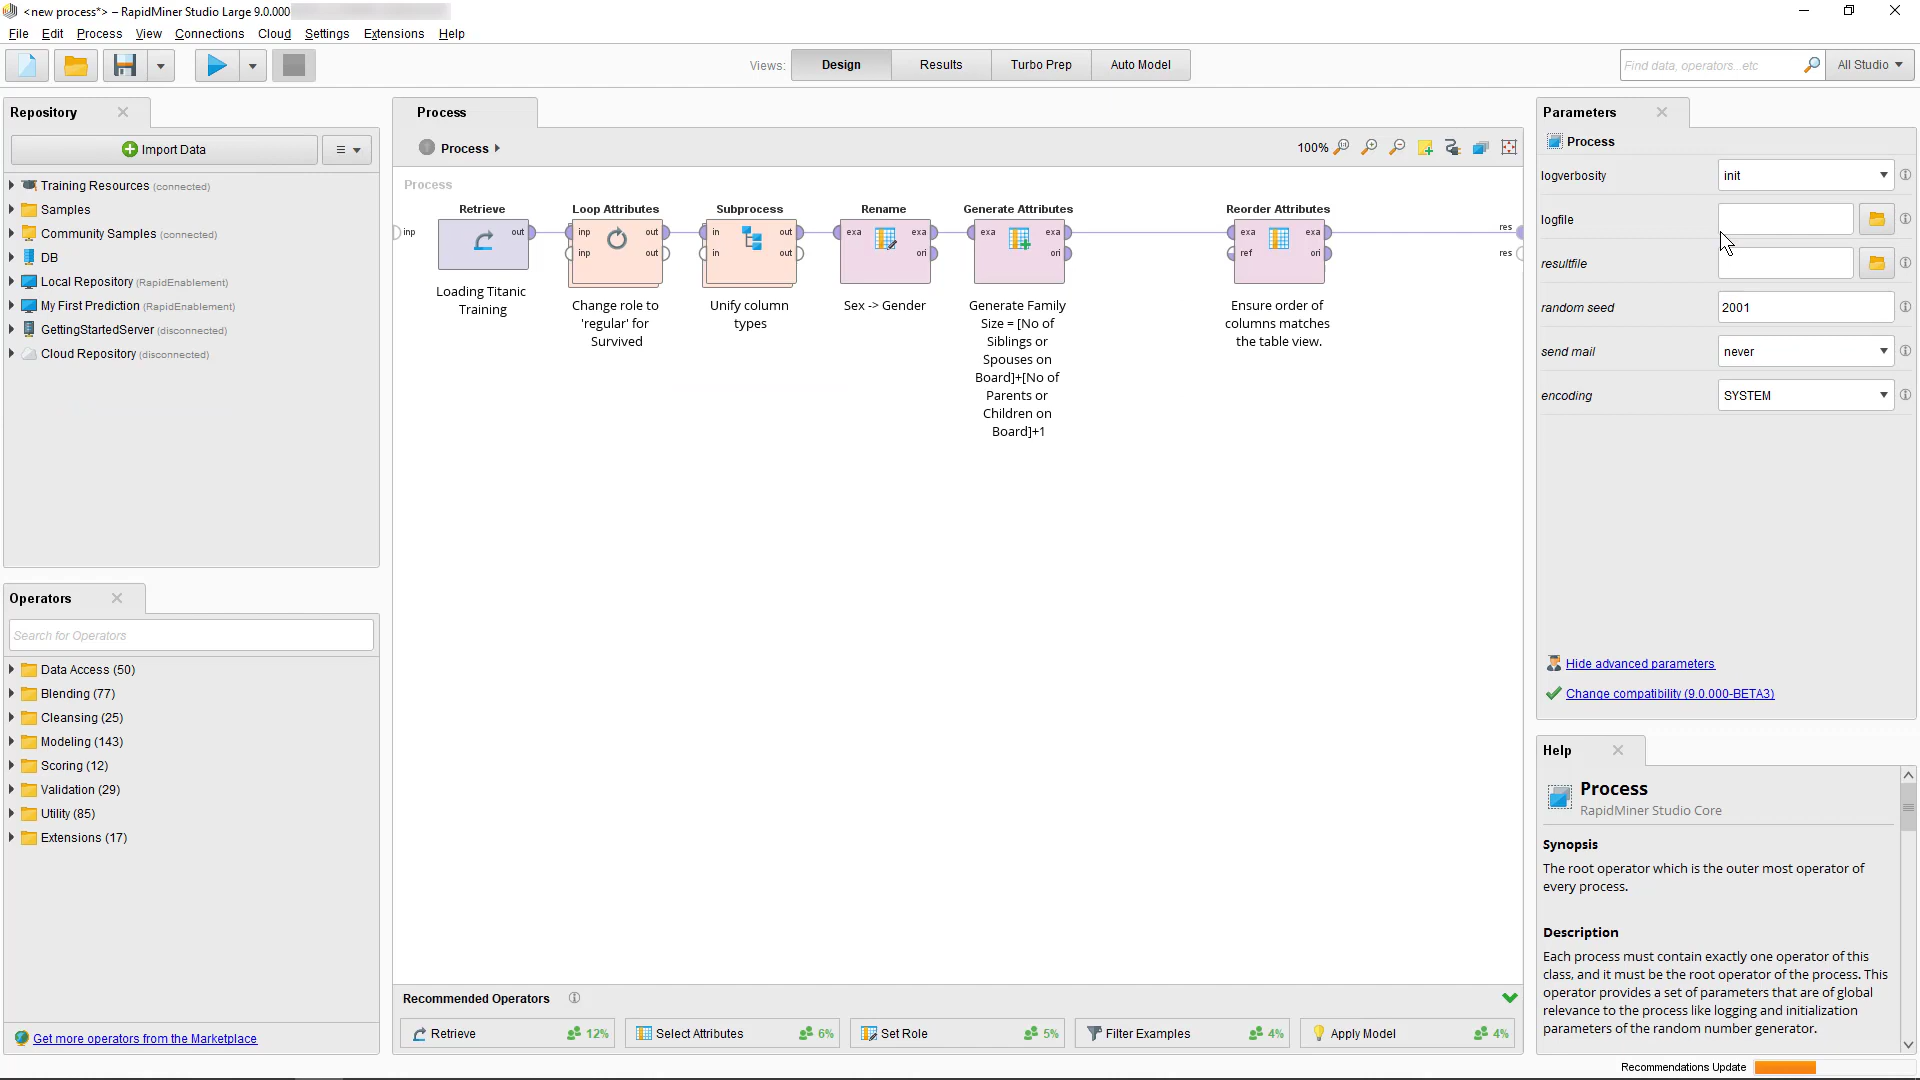 <new process*> – RapidMiner Studio Large 9.0.000
File Edit Process View Connections Cloud Settings Extensions Help
Views: Design Results Turbo Prep Auto Model
Find data, operators...etc All Studio
Repository
Import Data
Training Resources (connected)
Samples
Community Samples (connected)
DB
Local Repository (RapidEnablement)
My First Prediction (RapidEnablement)
GettingStartedServer (disconnected)
Cloud Repository (disconnected)
Operators
Search for Operators
Data Access (50)
Blending (77)
Cleansing (25)
Modeling (143)
Scoring (12)
Validation (29)
Utility (85)
Extensions (17)
Get more operators from the Marketplace
Process
Process
100%
Process
inp
Retrieve
out
Loading Titanic
Training
Loop Attributes
inp out
inp out
Change role to
'regular' for
Survived
Subprocess
in out
in out
Unify column
types
Rename
exa exa
ori
Sex -> Gender
Generate Attributes
exa exa
ori
Generate Family
Size = [No of
Siblings or
Spouses on
Board]+[No of
Parents or
Children on
Board]+1
Reorder Attributes
exa exa
ref ori
Ensure order of
columns matches
the table view.
res
res
Recommended Operators
Retrieve 12%
Select Attributes 6%
Set Role 5%
Filter Examples 4%
Apply Model 4%
Parameters
Process
logverbosity init
logfile
resultfile
random seed 2001
send mail never
encoding SYSTEM
Hide advanced parameters
Change compatibility (9.0.000-BETA3)
Help
Process
RapidMiner Studio Core
Synopsis
The root operator which is the outer most operator of
every process.
Description
Each process must contain exactly one operator of this
class, and it must be the root operator of the process. This
operator provides a set of parameters that are of global
relevance to the process like logging and initialization
parameters of the random number generator.
Recommendations Update